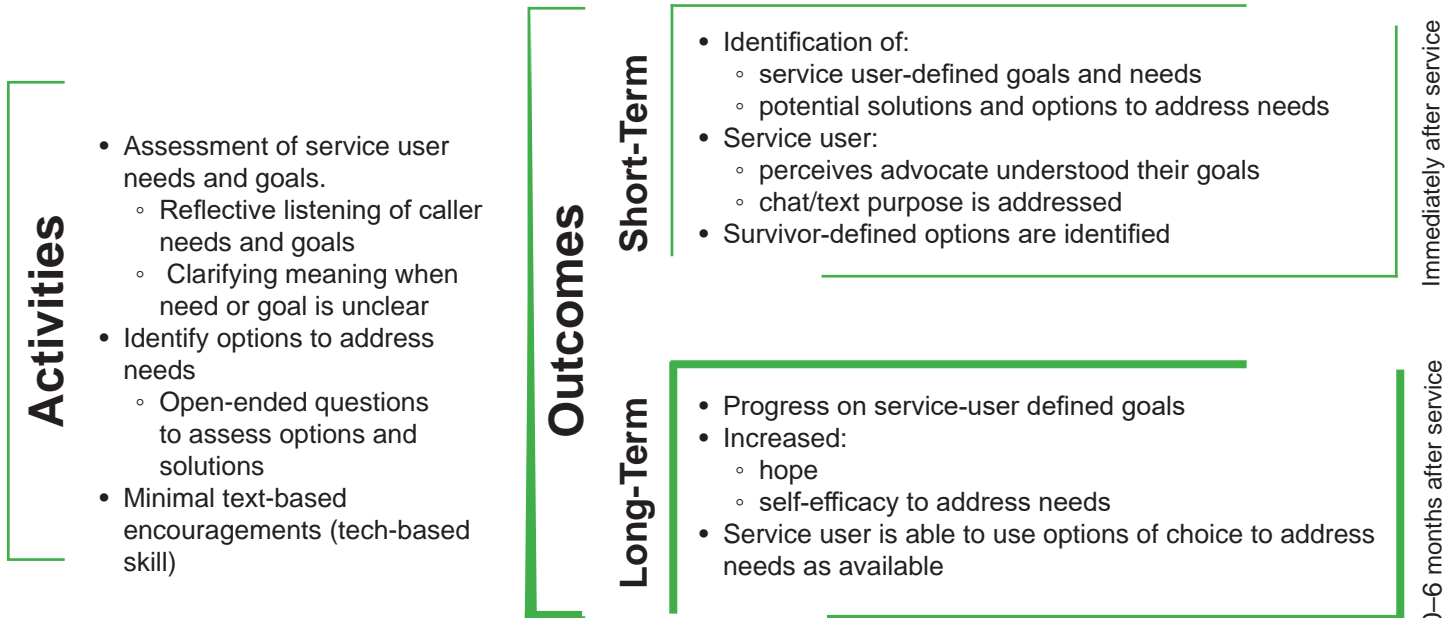 Activities
• Assessment of service user
needs and goals.
◦ Reflective listening of caller
needs and goals
◦ Clarifying meaning when
need or goal is unclear
• Identify options to address
needs
◦ Open-ended questions
to assess options and
solutions
• Minimal text-based
encouragements (tech-based
skill)
Outcomes
Short-Term
• Identification of:
◦ service user-defined goals and needs
◦ potential solutions and options to address needs
• Service user:
◦ perceives advocate understood their goals
◦ chat/text purpose is addressed
• Survivor-defined options are identified
Immediately after service
Long-Term
• Progress on service-user defined goals
• Increased:
◦ hope
◦ self-efficacy to address needs
• Service user is able to use options of choice to address
needs as available
0–6 months after service